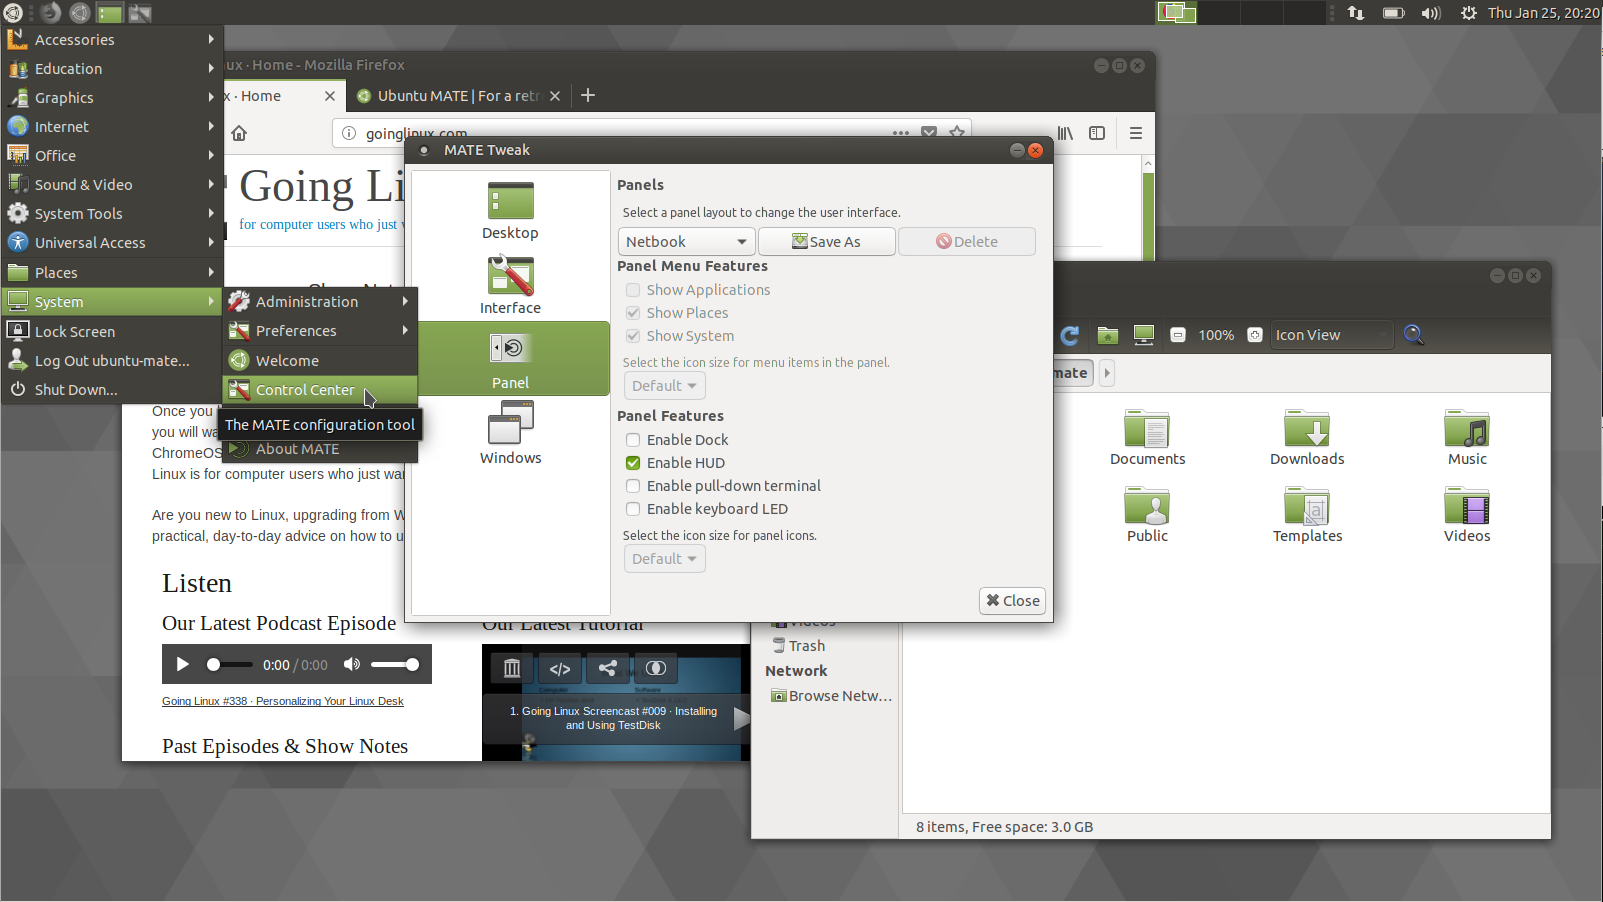 Thu Jan 25, 20:20
Accessories
Education
Graphics
Internet
Office
Sound & Video
System Tools
Universal Access
Places
System
Lock Screen
Log Out ubuntu-mate...
Shut Down...
Administration
Preferences
Welcome
Control Center
The MATE configuration tool
About MATE
· Home - Mozilla Firefox
· Home
Ubuntu MATE | For a retr
goinglinux.com
Going Li
for computer users who just
Once you
you will wa
ChromeOS
Linux is for computer users who just wan
Are you new to Linux, upgrading from W
practical, day-to-day advice on how to u
Listen
Our Latest Podcast Episode
0:00 / 0:00
Going Linux #338 · Personalizing Your Linux Desk
Past Episodes & Show Notes
Our Latest Tutorial
1. Going Linux Screencast #009 · Installing
and Using TestDisk
MATE Tweak
Desktop
Interface
Panel
Windows
Panels
Select a panel layout to change the user interface.
Netbook
Save As
Delete
Panel Menu Features
Show Applications
Show Places
Show System
Select the icon size for menu items in the panel.
Default
Panel Features
Enable Dock
Enable HUD
Enable pull-down terminal
Enable keyboard LED
Select the icon size for panel icons.
Default
Close
100%
Icon View
mate
Documents
Downloads
Music
Public
Templates
Videos
Videos
Trash
Network
Browse Netw...
8 items, Free space: 3.0 GB